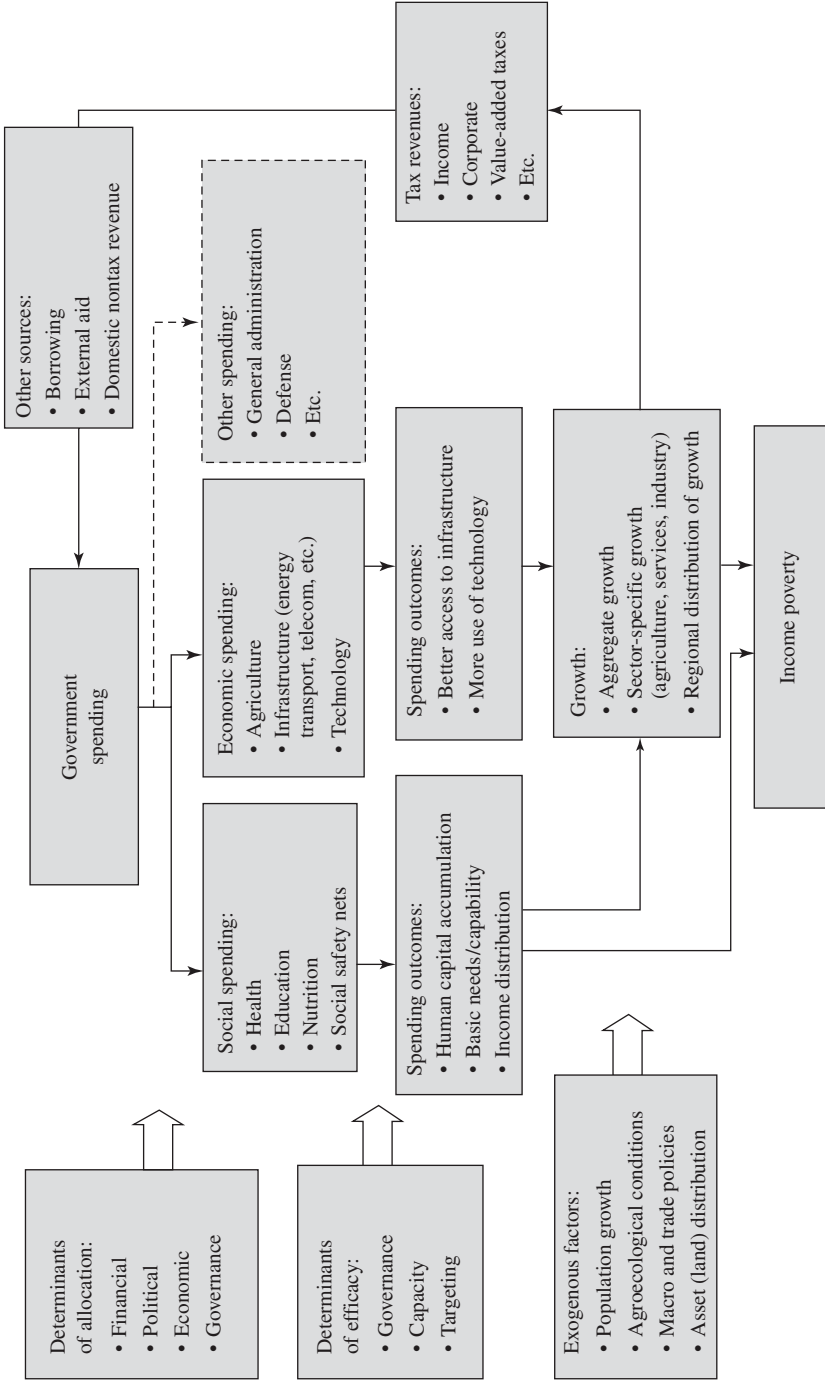 Government
spending
Other sources:
• Borrowing
• External aid
• Domestic nontax revenue
Determinants
of allocation:
• Financial
• Political
• Economic
• Governance
Social spending:
• Health
• Education
• Nutrition
• Social safety nets
Economic spending:
• Agriculture
• Infrastructure (energy
transport, telecom, etc.)
• Technology
Other spending:
• General administration
• Defense
• Etc.
Determinants
of efficacy:
• Governance
• Capacity
• Targeting
Spending outcomes:
• Human capital accumulation
• Basic needs/capability
• Income distribution
Spending outcomes:
• Better access to infrastructure
• More use of technology
Tax revenues:
• Income
• Corporate
• Value-added taxes
• Etc.
Exogenous factors:
• Population growth
• Agroecological conditions
• Macro and trade policies
• Asset (land) distribution
Growth:
• Aggregate growth
• Sector-specific growth
(agriculture, services, industry)
• Regional distribution of growth
Income poverty